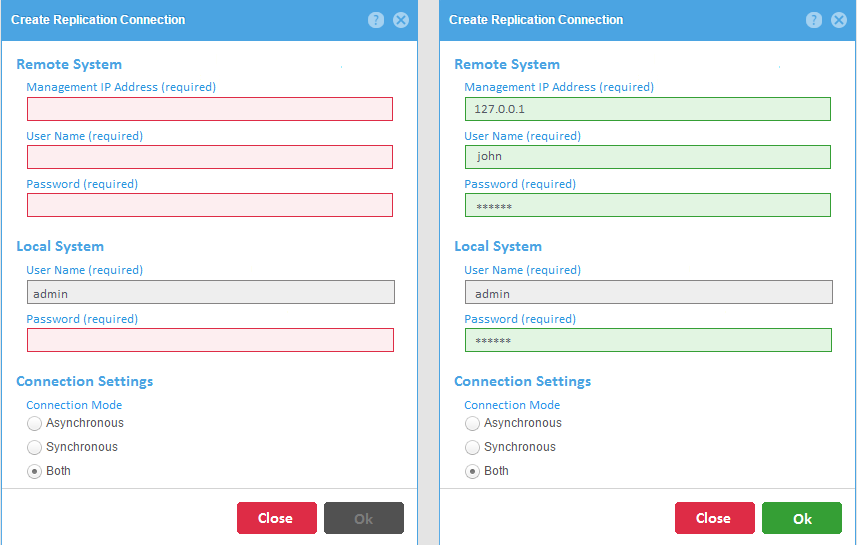 Create Replication Connection ?
Remote System
Management IP Address (required)
User Name (required)
Password (required)
Local System
User Name (required)
admin
Password (required)
Connection Settings
Connection Mode
Asynchronous
Synchronous
Both
Close Ok
Create Replication Connection ?
Remote System
Management IP Address (required)
127.0.0.1
User Name (required)
john
Password (required)
******
Local System
User Name (required)
admin
Password (required)
******
Connection Settings
Connection Mode
Asynchronous
Synchronous
Both
Close Ok